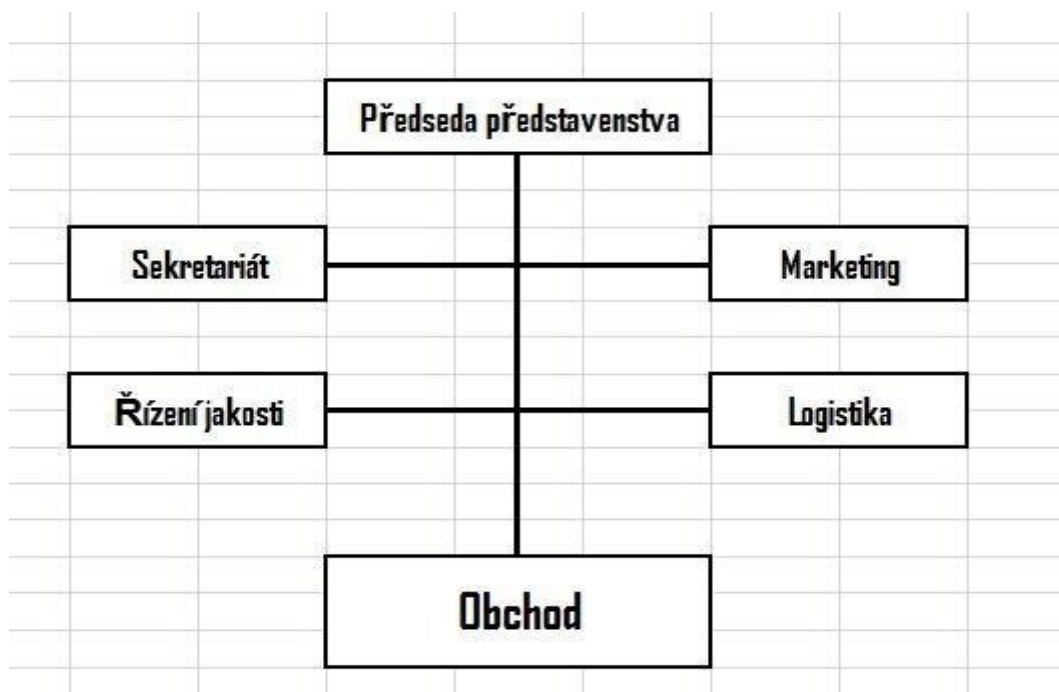 Předseda představenstva
Sekretariát
Marketing
Řízení jakosti
Logistika
Obchod